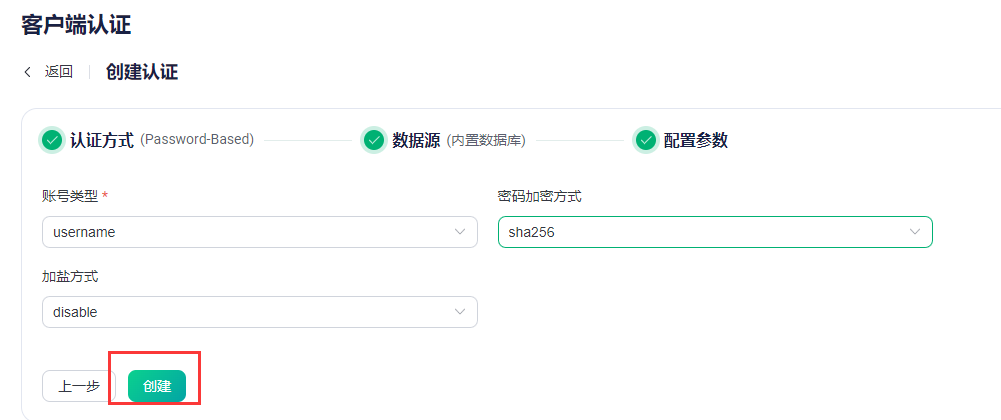 客户端认证
返回 创建认证
认证方式 (Password-Based) 数据源 (内置数据库) 配置参数
账号类型 * 密码加密方式
username sha256
加盐方式
disable
上一步 创建